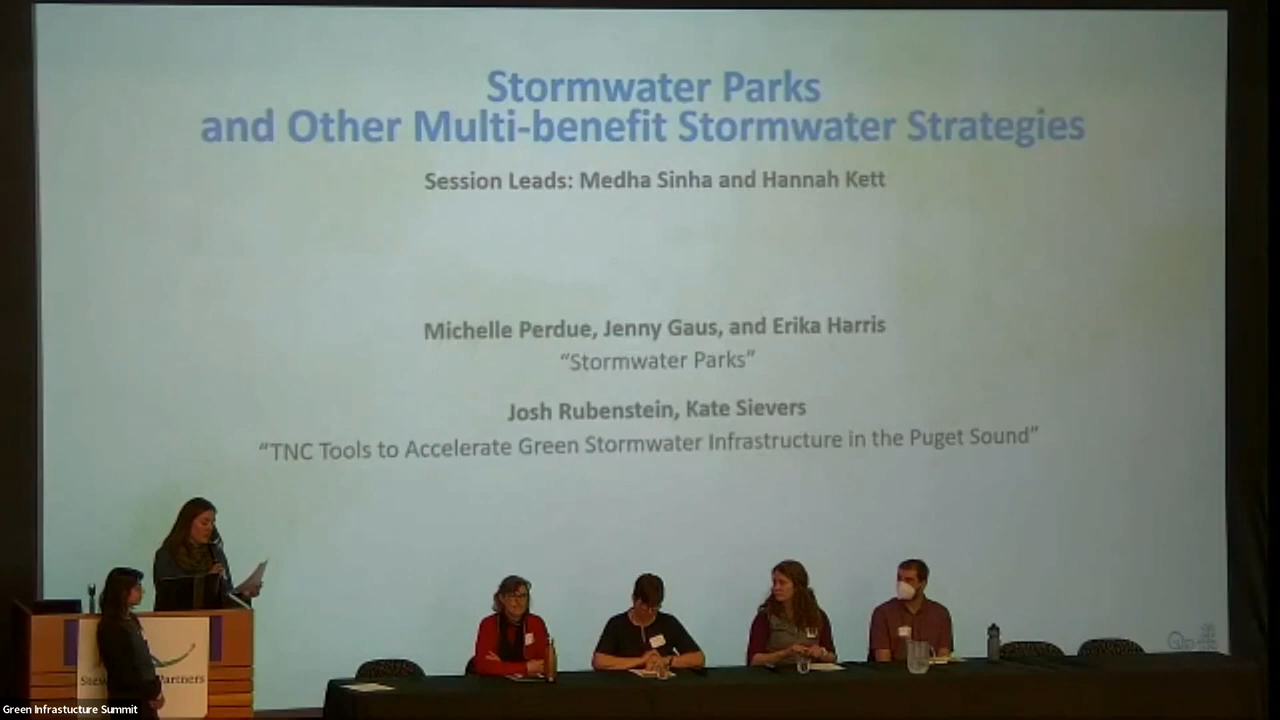 Stormwater Parks
and Other Multi-benefit Stormwater Strategies
Session Leads: Medha Sinha and Hannah Kett
Michelle Perdue, Jenny Gaus, and Erika Harris
“Stormwater Parks”
Josh Rubenstein, Kate Sievers
“TNC Tools to Accelerate Green Stormwater Infrastructure in the Puget Sound”
Partners
Green Infrastucture Summit